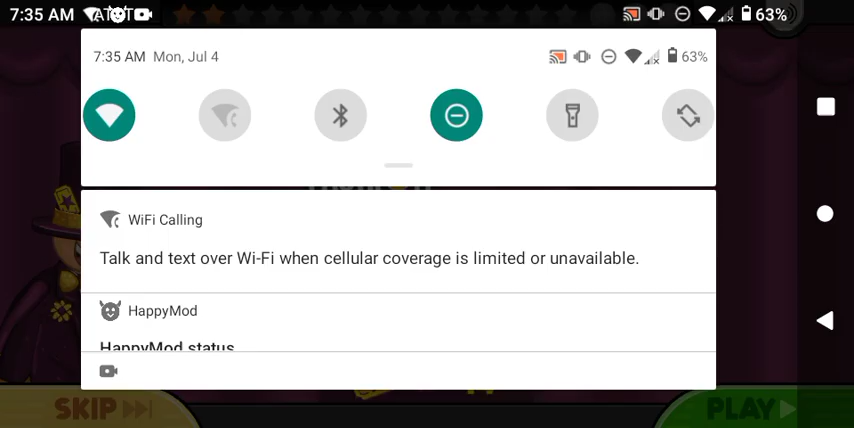 7:35 AM AT&T 63%
7:35 AM Mon, Jul 4 63%
WiFi Calling
Talk and text over Wi-Fi when cellular coverage is limited or unavailable.
HappyMod
HappyMod status
SKIP PLAY